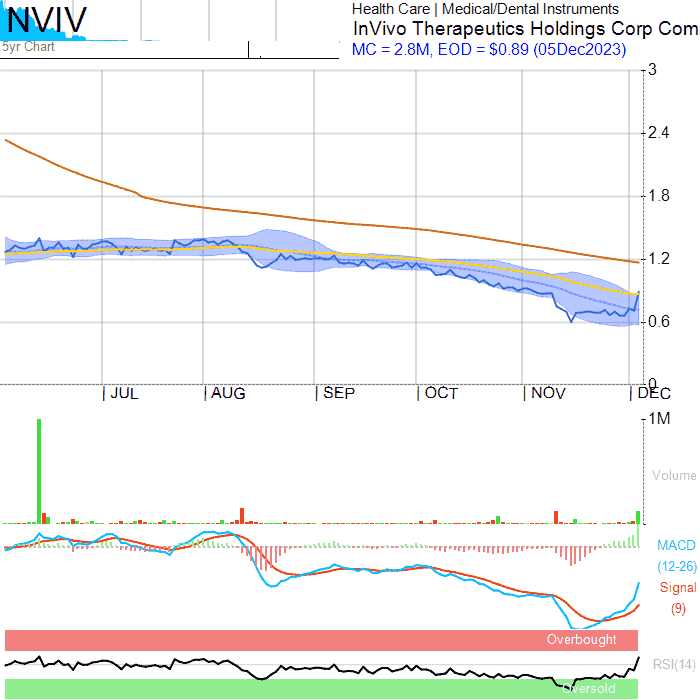 NVIV
5yr Chart
Health Care | Medical/Dental Instruments
InVivo Therapeutics Holdings Corp Com
MC = 2.8M, EOD = $0.89 (05Dec2023)
3
2.4
1.8
1.2
0.6
0
JUL AUG SEP OCT NOV DEC
1M
Volume
MACD
(12-26)
Signal
(9)
Overbought
RSI(14)
Oversold